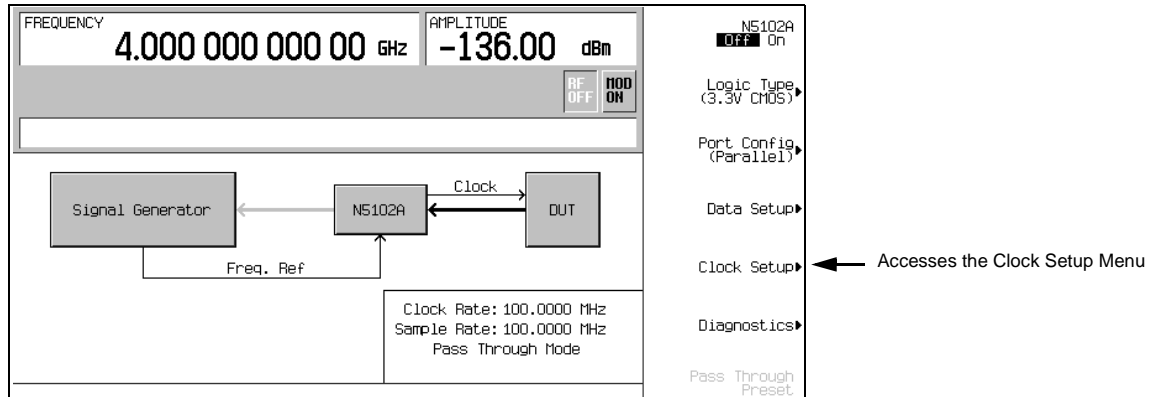 FREQUENCY
4.000 000 000 00 GHz
AMPLITUDE
-136.00 dBm
RF OFF
MOD ON
Signal Generator
N5102A
Clock
DUT
Freq. Ref
Clock Rate: 100.0000 MHz
Sample Rate: 100.0000 MHz
Pass Through Mode
N5102A
Off On
Logic Type
(3.3V CMOS)
Port Config
(Parallel)
Data Setup
Clock Setup
Accesses the Clock Setup Menu
Diagnostics
Pass Through
Preset